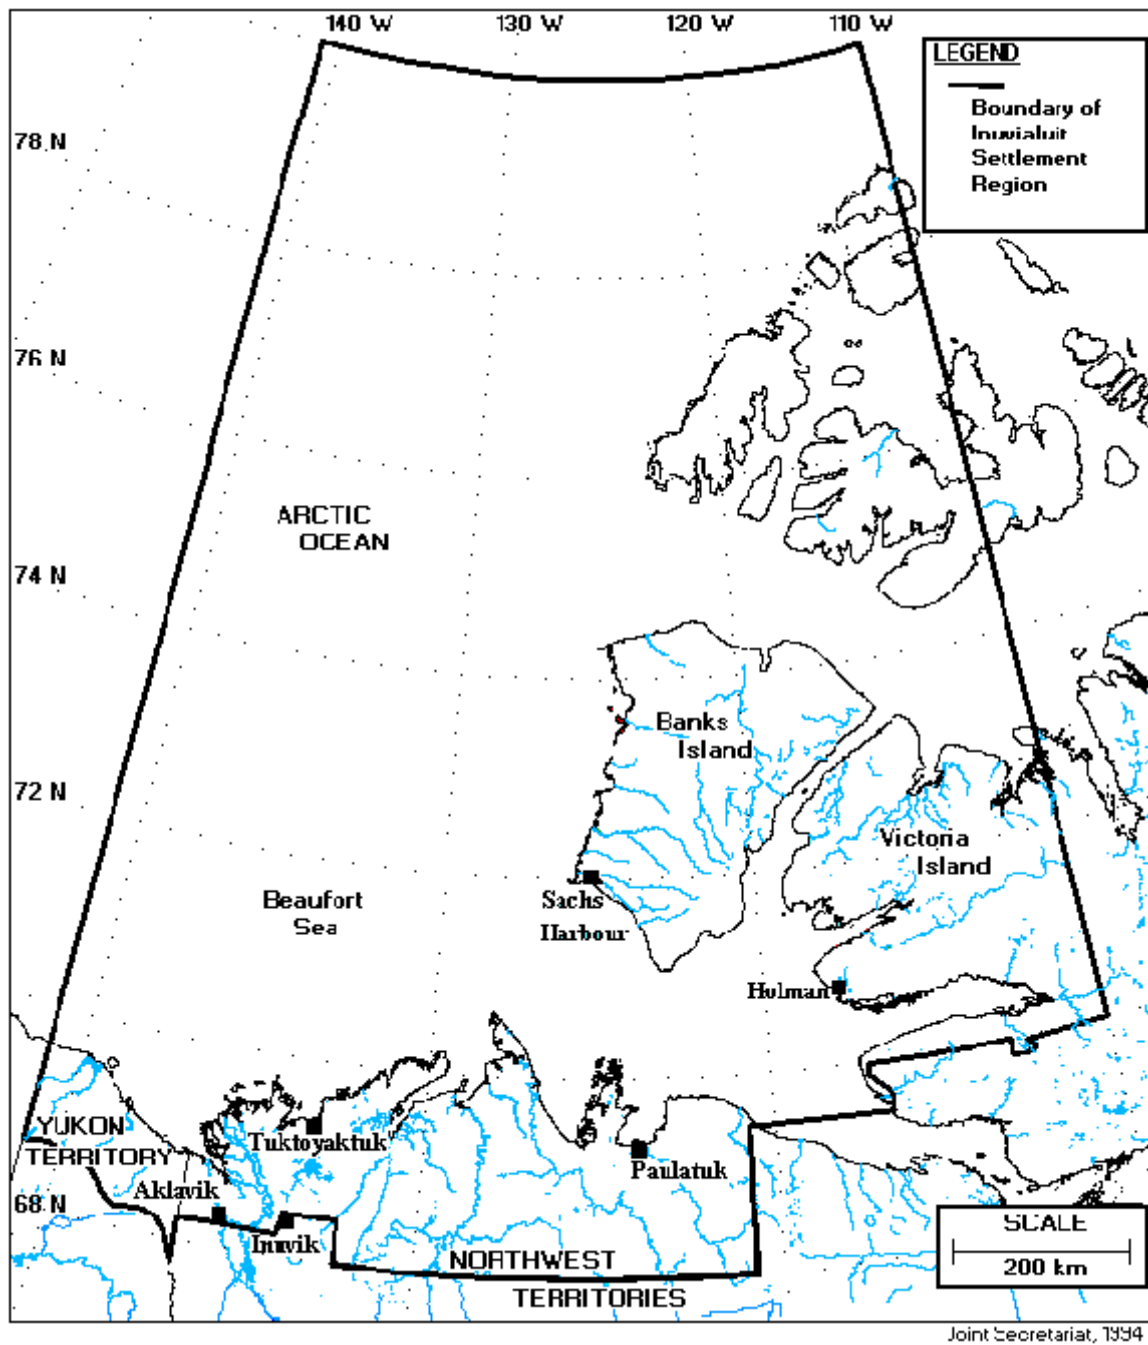 140 W
130 W
120 W
110 W
LEGEND
Boundary of
Inuvialuit
Settlement
Region
78 N
76 N
ARCTIC
OCEAN
74 N
Banks
Island
72 N
Victoria
Island
Beaufort
Sea
Sachs
Harbour
Holman
YUKON
TERRITORY
Tuktoyaktuk
Paulatuk
Aklavik
68 N
Inuvik
NORTHWEST
TERRITORIES
SCALE
200 km
Joint Secretariat, 1994